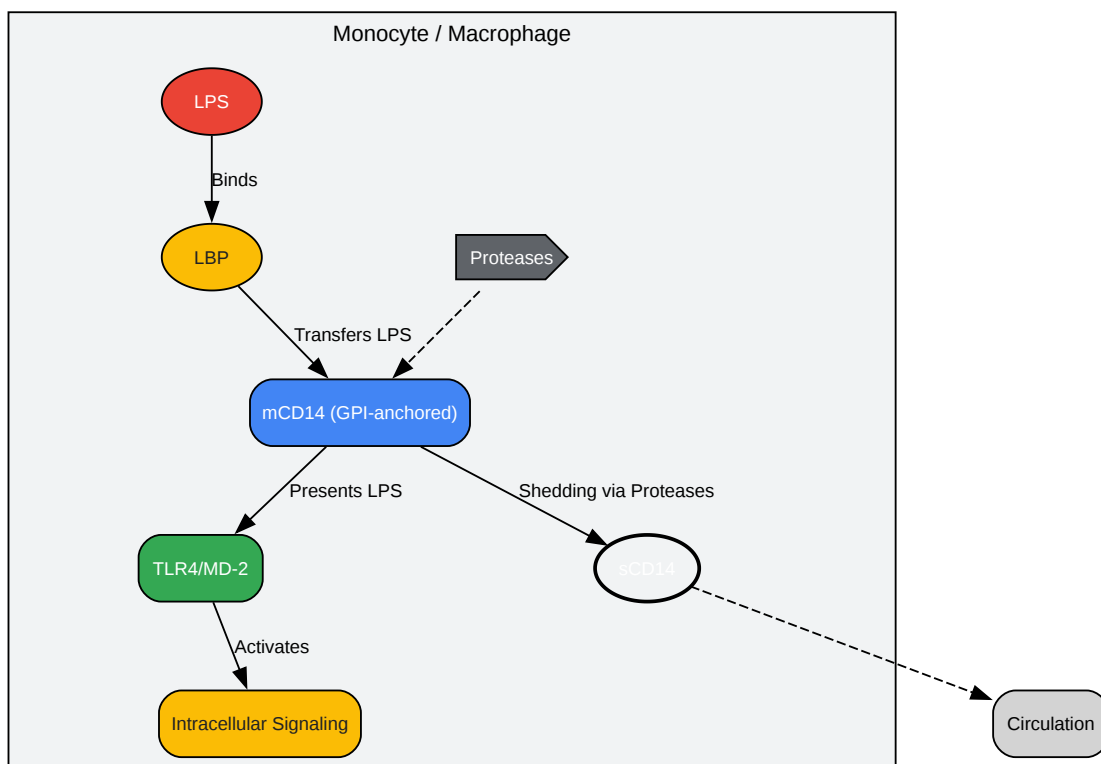 Monocyte / Macrophage
LPS
Binds
LBP
Proteases
Transfers LPS
mCD14 (GPI-anchored)
Presents LPS
Shedding via Proteases
TLR4/MD-2
sCD14
Activates
Intracellular Signaling
Circulation